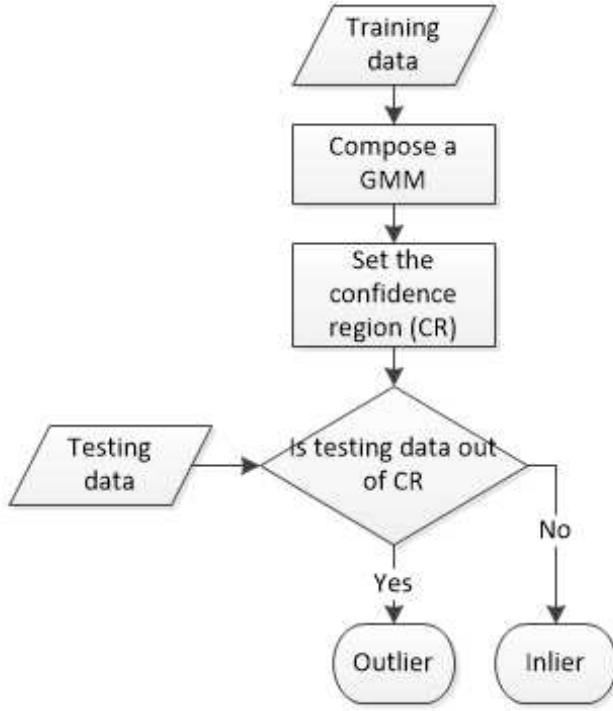 Training
data
Compose a
GMM
Set the
confidence
region (CR)
Testing
data
Is testing data out
of CR
No
Yes
Outlier
Inlier